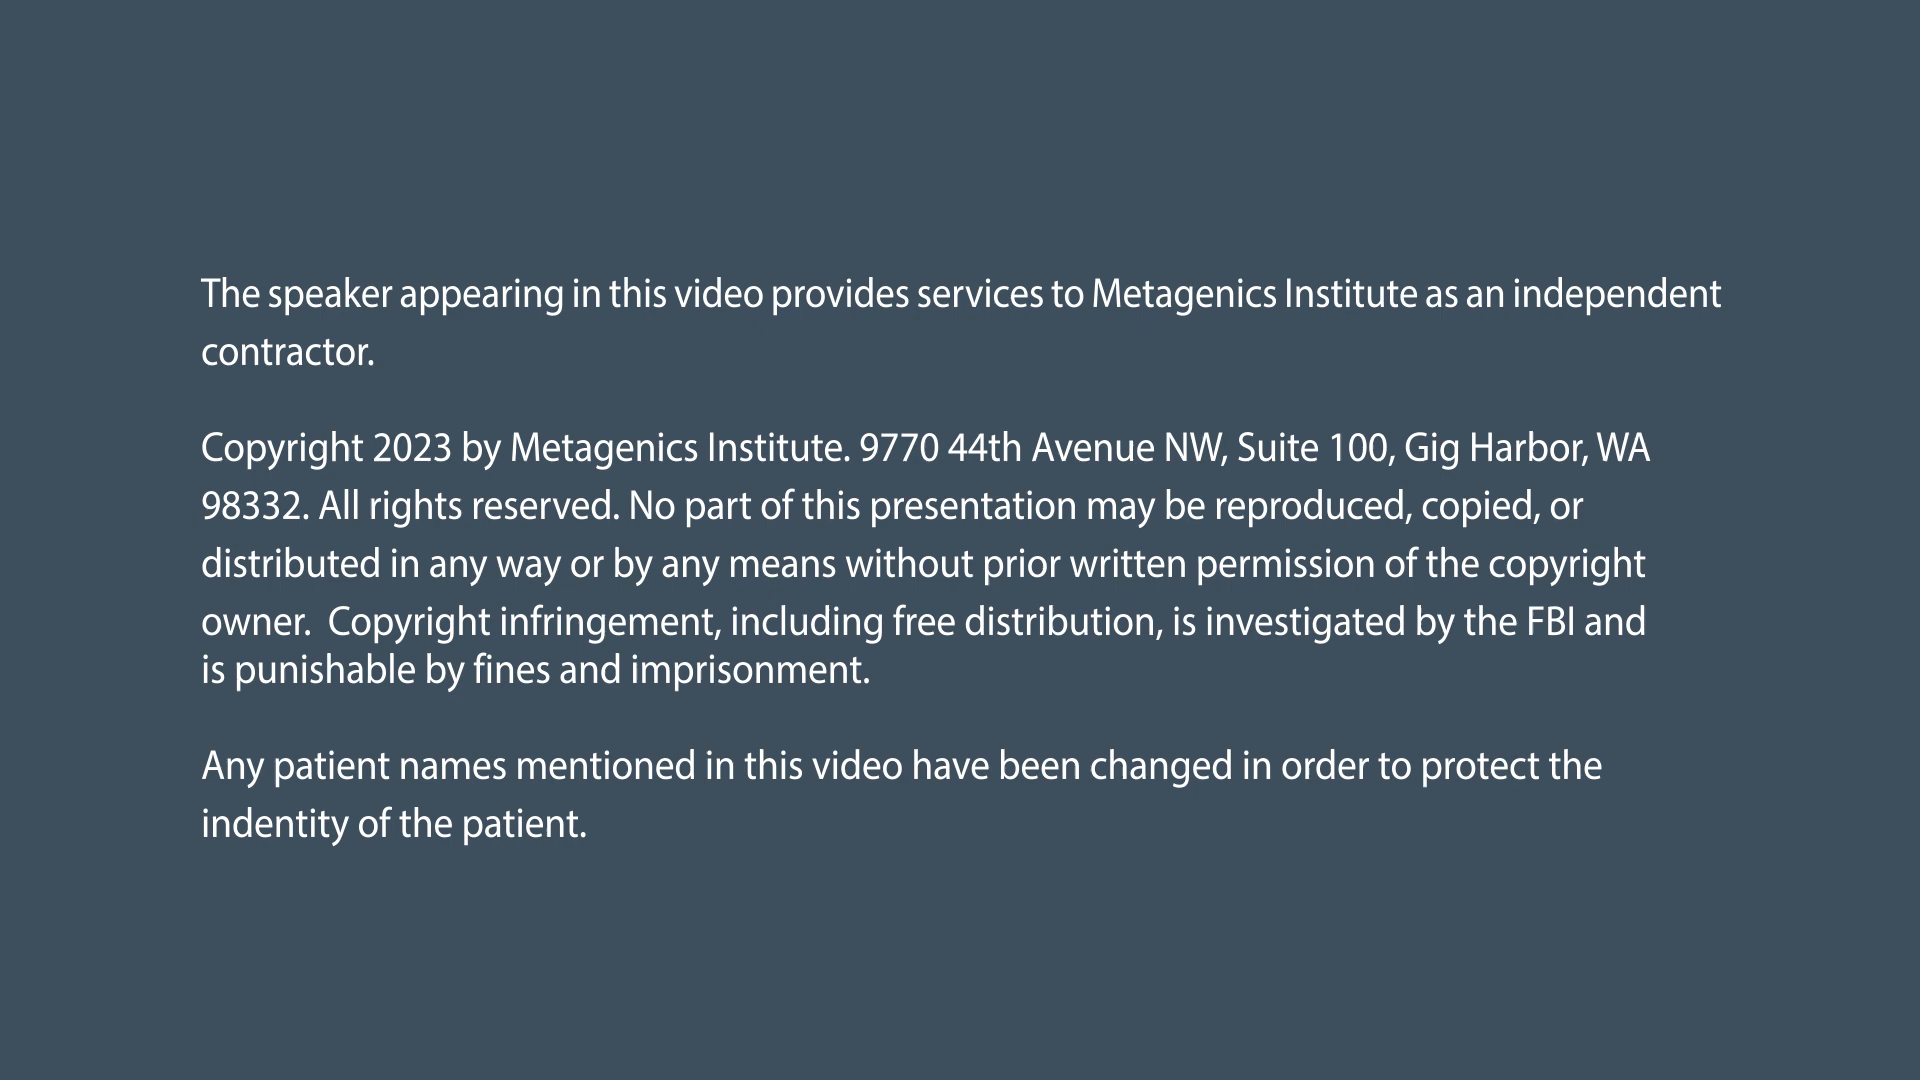 The speaker appearing in this video provides services to Metagenics Institute as an independent
contractor.
Copyright 2023 by Metagenics Institute. 9770 44th Avenue NW, Suite 100, Gig Harbor, WA
98332. All rights reserved. No part of this presentation may be reproduced, copied, or
distributed in any way or by any means without prior written permission of the copyright
owner.  Copyright infringement, including free distribution, is investigated by the FBI and
is punishable by fines and imprisonment.
Any patient names mentioned in this video have been changed in order to protect the
indentity of the patient.